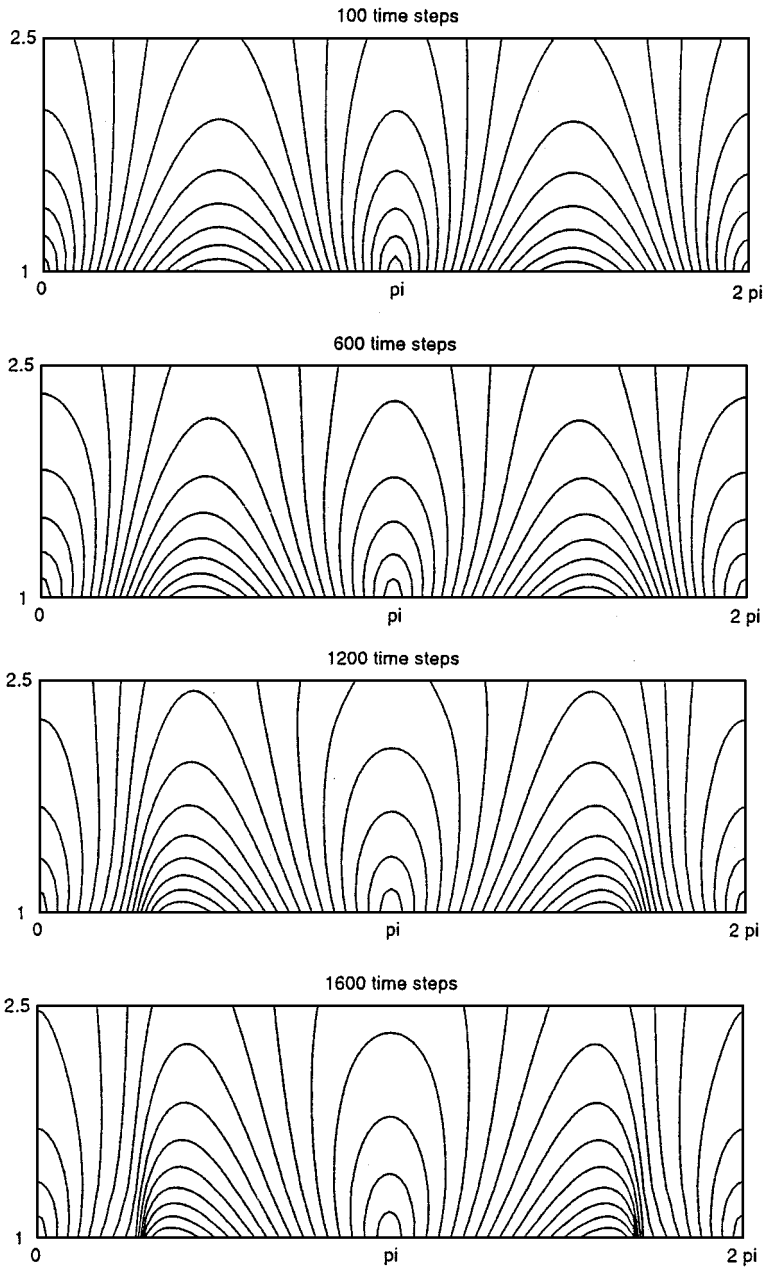 100 time steps
2.5
1
0 pi 2 pi
600 time steps
2.5
1
0 pi 2 pi
1200 time steps
2.5
1
0 pi 2 pi
1600 time steps
2.5
1
0 pi 2 pi